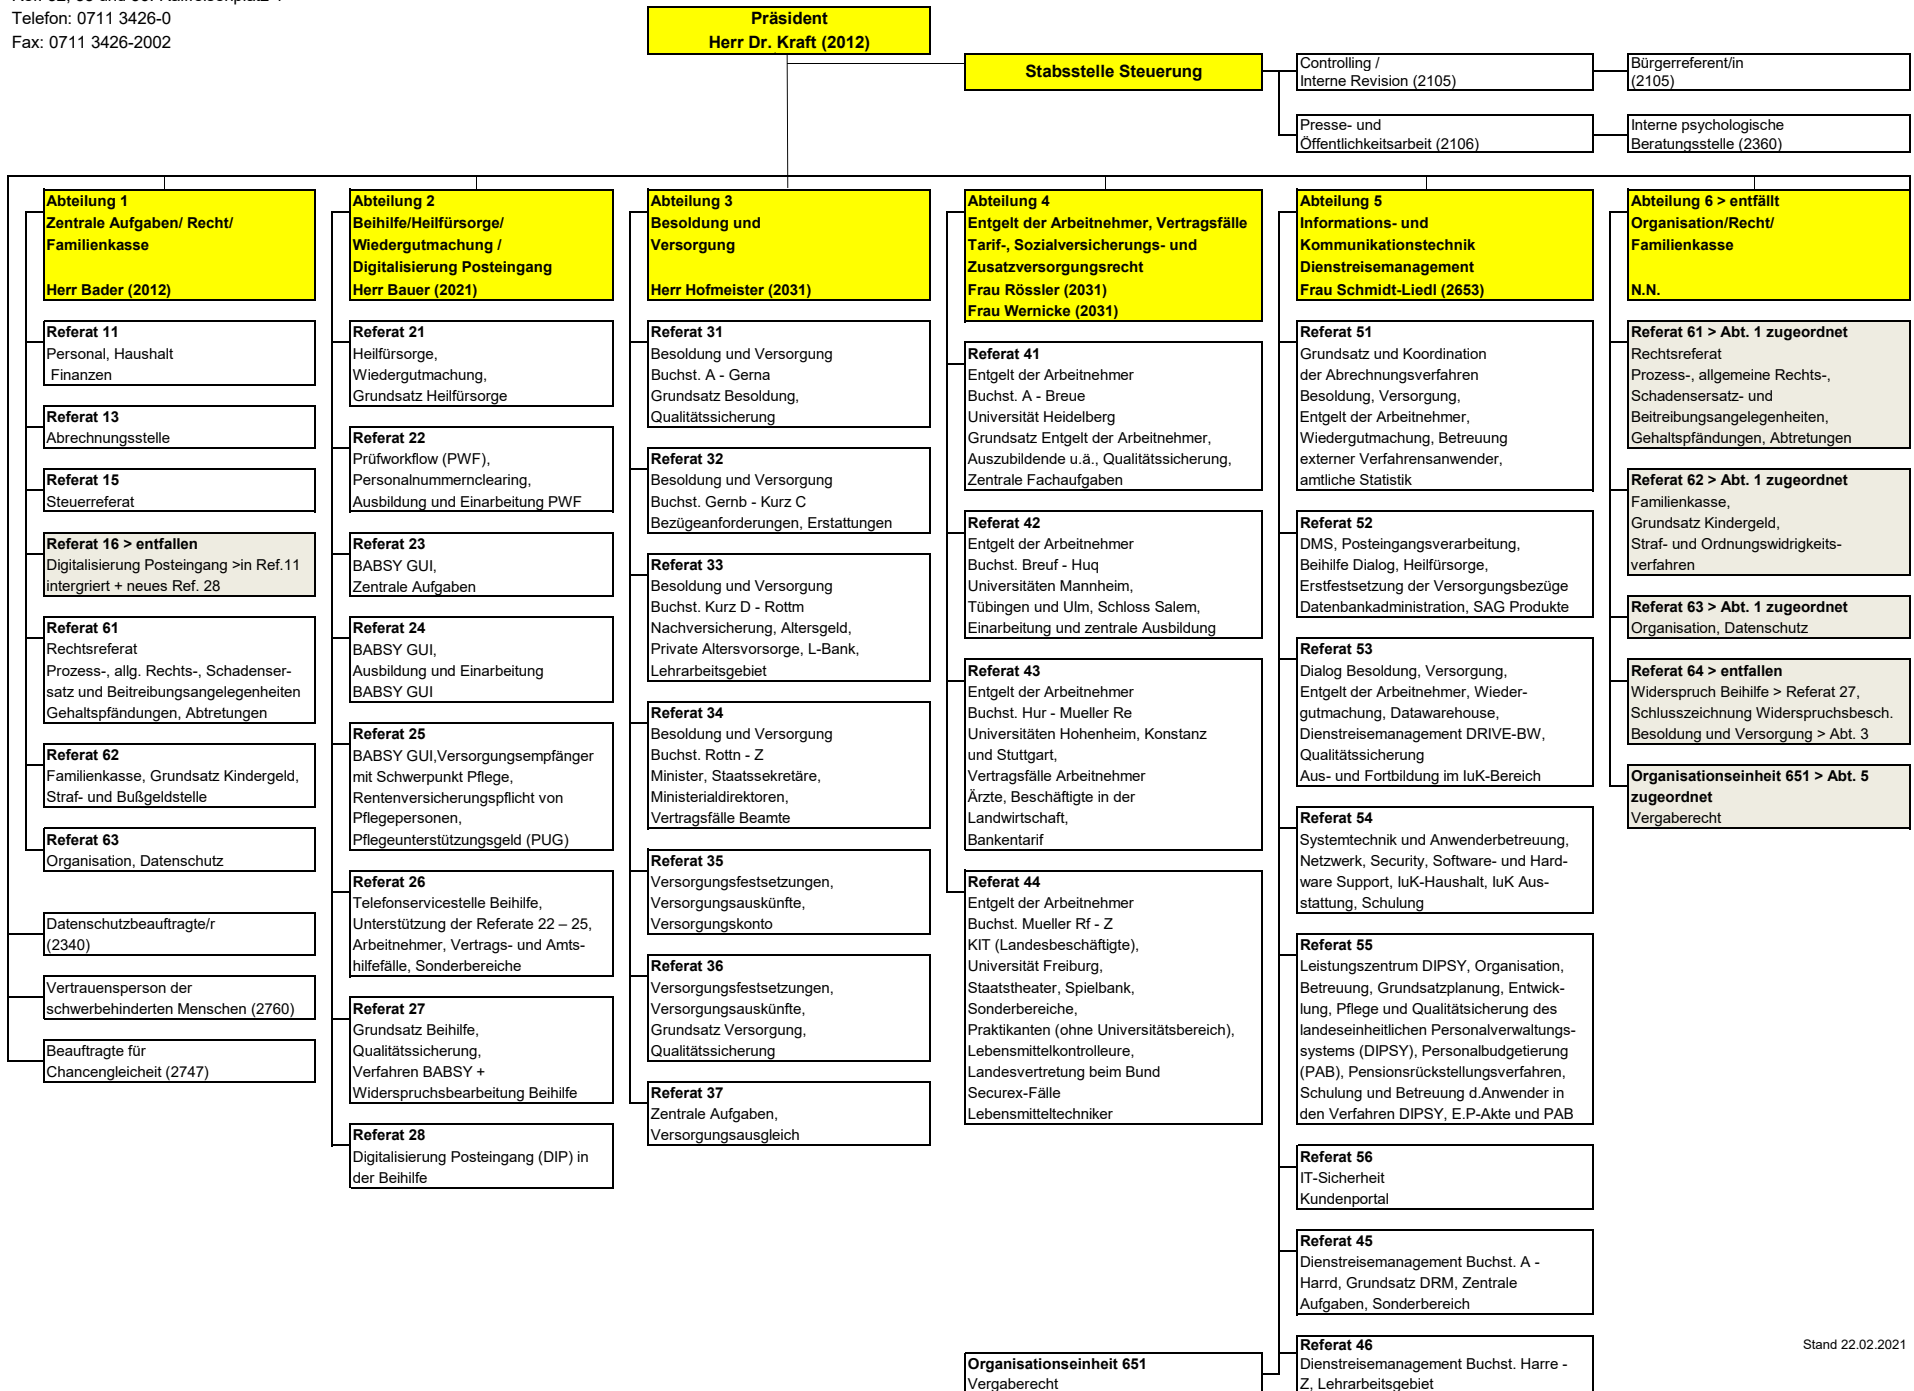 Telefon: 0711 3426-0
Fax: 0711 3426-2002
Präsident
Herr Dr. Kraft (2012)
Stabsstelle Steuerung
Controlling /
Interne Revision (2105)
Bürgerreferent/in
(2105)
Presse- und
Öffentlichkeitsarbeit (2106)
Interne psychologische
Beratungsstelle (2360)
Abteilung 1
Zentrale Aufgaben/ Recht/
Familienkasse
Herr Bader (2012)
Referat 11
Personal, Haushalt
Finanzen
Referat 13
Abrechnungsstelle
Referat 15
Steuerreferat
Referat 16 > entfallen
Digitalisierung Posteingang >in Ref.11
intergriert + neues Ref. 28
Referat 61
Rechtsreferat
Prozess-, allg. Rechts-, Schadenser-
satz und Beitreibungsangelegenheiten
Gehaltspfändungen, Abtretungen
Referat 62
Familienkasse, Grundsatz Kindergeld,
Straf- und Bußgeldstelle
Referat 63
Organisation, Datenschutz
Datenschutzbeauftragte/r
(2340)
Vertrauensperson der
schwerbehinderten Menschen (2760)
Beauftragte für
Chancengleicheit (2747)
Abteilung 2
Beihilfe/Heilfürsorge/
Wiedergutmachung /
Digitalisierung Posteingang
Herr Bauer (2021)
Referat 21
Heilfürsorge,
Wiedergutmachung,
Grundsatz Heilfürsorge
Referat 22
Prüfworkflow (PWF),
Personalnummernclearing,
Ausbildung und Einarbeitung PWF
Referat 23
BABSY GUI,
Zentrale Aufgaben
Referat 24
BABSY GUI,
Ausbildung und Einarbeitung
BABSY GUI
Referat 25
BABSY GUI,Versorgungsempfänger
mit Schwerpunkt Pflege,
Rentenversicherungspflicht von
Pflegepersonen,
Pflegeunterstützungsgeld (PUG)
Referat 26
Telefonservicestelle Beihilfe,
Unterstützung der Referate 22 – 25,
Arbeitnehmer, Vertrags- und Amts-
hilfefälle, Sonderbereiche
Referat 27
Grundsatz Beihilfe,
Qualitätssicherung,
Verfahren BABSY +
Widerspruchsbearbeitung Beihilfe
Referat 28
Digitalisierung Posteingang (DIP) in
der Beihilfe
Abteilung 3
Besoldung und
Versorgung
Herr Hofmeister (2031)
Referat 31
Besoldung und Versorgung
Buchst. A - Gerna
Grundsatz Besoldung,
Qualitätssicherung
Referat 32
Besoldung und Versorgung
Buchst. Gernb - Kurz C
Bezügeanforderungen, Erstattungen
Referat 33
Besoldung und Versorgung
Buchst. Kurz D - Rottm
Nachversicherung, Altersgeld,
Private Altersvorsorge, L-Bank,
Lehrarbeitsgebiet
Referat 34
Besoldung und Versorgung
Buchst. Rottn - Z
Minister, Staatssekretäre,
Ministerialdirektoren,
Vertragsfälle Beamte
Referat 35
Versorgungsfestsetzungen,
Versorgungsauskünfte,
Versorgungskonto
Referat 36
Versorgungsfestsetzungen,
Versorgungsauskünfte,
Grundsatz Versorgung,
Qualitätssicherung
Referat 37
Zentrale Aufgaben,
Versorgungsausgleich
Abteilung 4
Entgelt der Arbeitnehmer, Vertragsfälle
Tarif-, Sozialversicherungs- und
Zusatzversorgungsrecht
Frau Rössler (2031)
Frau Wernicke (2031)
Referat 41
Entgelt der Arbeitnehmer
Buchst. A - Breue
Universität Heidelberg
Grundsatz Entgelt der Arbeitnehmer,
Auszubildende u.ä., Qualitätssicherung,
Zentrale Fachaufgaben
Referat 42
Entgelt der Arbeitnehmer
Buchst. Breuf - Huq
Universitäten Mannheim,
Tübingen und Ulm, Schloss Salem,
Einarbeitung und zentrale Ausbildung
Referat 43
Entgelt der Arbeitnehmer
Buchst. Hur - Mueller Re
Universitäten Hohenheim, Konstanz
und Stuttgart,
Vertragsfälle Arbeitnehmer
Ärzte, Beschäftigte in der
Landwirtschaft,
Bankentarif
Referat 44
Entgelt der Arbeitnehmer
Buchst. Mueller Rf - Z
KIT (Landesbeschäftigte),
Universität Freiburg,
Staatstheater, Spielbank,
Sonderbereiche,
Praktikanten (ohne Universitätsbereich),
Lebensmittelkontrolleure,
Landesvertretung beim Bund
Securex-Fälle
Lebensmitteltechniker
Organisationseinheit 651
Vergaberecht
Abteilung 5
Informations- und
Kommunikationstechnik
Dienstreisemanagement
Frau Schmidt-Liedl (2653)
Referat 51
Grundsatz und Koordination
der Abrechnungsverfahren
Besoldung, Versorgung,
Entgelt der Arbeitnehmer,
Wiedergutmachung, Betreuung
externer Verfahrensanwender,
amtliche Statistik
Referat 52
DMS, Posteingangsverarbeitung,
Beihilfe Dialog, Heilfürsorge,
Erstfestsetzung der Versorgungsbezüge
Datenbankadministration, SAG Produkte
Referat 53
Dialog Besoldung, Versorgung,
Entgelt der Arbeitnehmer, Wieder-
gutmachung, Datawarehouse,
Dienstreisemanagement DRIVE-BW,
Qualitätssicherung
Aus- und Fortbildung im IuK-Bereich
Referat 54
Systemtechnik und Anwenderbetreuung,
Netzwerk, Security, Software- und Hard-
ware Support, IuK-Haushalt, IuK Aus-
stattung, Schulung
Referat 55
Leistungszentrum DIPSY, Organisation,
Betreuung, Grundsatzplanung, Entwick-
lung, Pflege und Qualitätsicherung des
landeseinheitlichen Personalverwaltungs-
systems (DIPSY), Personalbudgetierung
(PAB), Pensionsrückstellungsverfahren,
Schulung und Betreuung d.Anwender in
den Verfahren DIPSY, E.P-Akte und PAB
Referat 56
IT-Sicherheit
Kundenportal
Referat 45
Dienstreisemanagement Buchst. A -
Harrd, Grundsatz DRM, Zentrale
Aufgaben, Sonderbereich
Referat 46
Dienstreisemanagement Buchst. Harre -
Z, Lehrarbeitsgebiet
Abteilung 6 > entfällt
Organisation/Recht/
Familienkasse
N.N.
Referat 61 > Abt. 1 zugeordnet
Rechtsreferat
Prozess-, allgemeine Rechts-,
Schadensersatz- und
Beitreibungsangelegenheiten,
Gehaltspfändungen, Abtretungen
Referat 62 > Abt. 1 zugeordnet
Familienkasse,
Grundsatz Kindergeld,
Straf- und Ordnungswidrigkeits-
verfahren
Referat 63 > Abt. 1 zugeordnet
Organisation, Datenschutz
Referat 64 > entfallen
Widerspruch Beihilfe > Referat 27,
Schlusszeichnung Widerspruchsbesch.
Besoldung und Versorgung > Abt. 3
Organisationseinheit 651 > Abt. 5
zugeordnet
Vergaberecht
Stand 22.02.2021